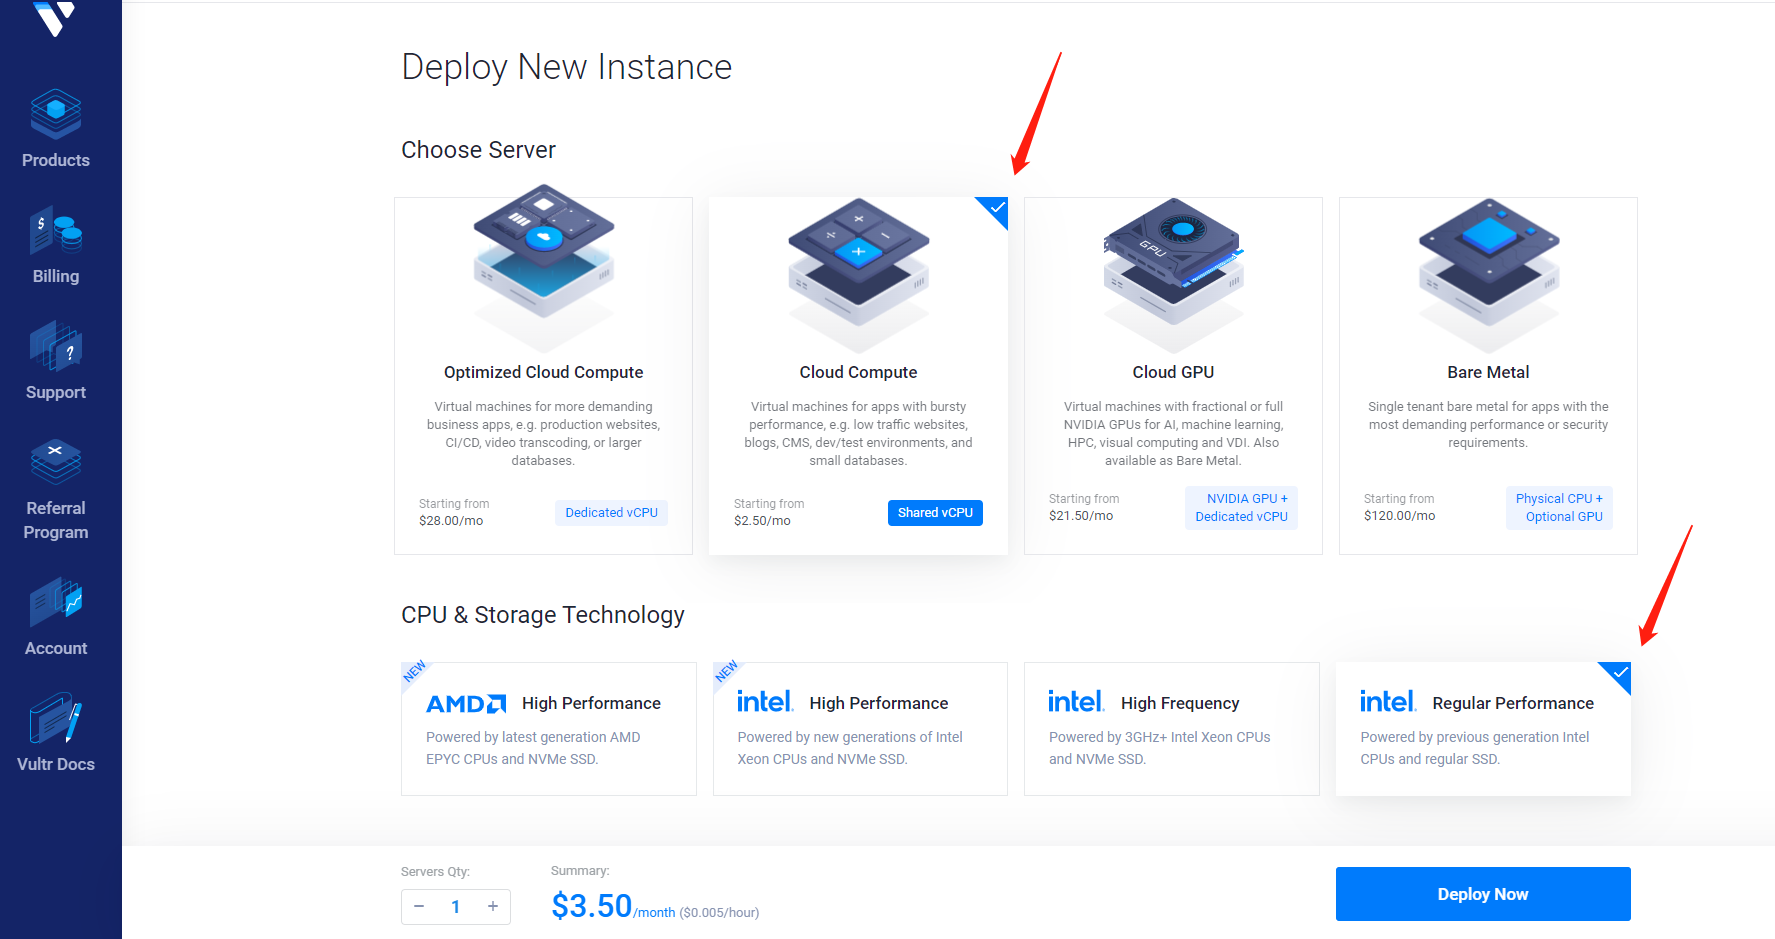 Products
Billing
Support
Referral
Program
Account
Vultr Docs
Deploy New Instance
Choose Server
Optimized Cloud Compute
Virtual machines for more demanding
business apps, e.g. production websites,
CI/CD, video transcoding, or larger
databases.
Starting from
$28.00/mo
Dedicated vCPU
Cloud Compute
Virtual machines for apps with bursty
performance, e.g. low traffic websites,
blogs, CMS, dev/test environments, and
small databases.
Starting from
$2.50/mo
Shared vCPU
GPU
Cloud GPU
Virtual machines with fractional or full
NVIDIA GPUs for AI, machine learning,
HPC, visual computing and VDI. Also
available as Bare Metal.
Starting from
$21.50/mo
NVIDIA GPU +
Dedicated vCPU
Bare Metal
Single tenant bare metal for apps with the
most demanding performance or security
requirements.
Starting from
$120.00/mo
Physical CPU +
Optional GPU
CPU & Storage Technology
NEW
AMD High Performance
Powered by latest generation AMD
EPYC CPUs and NVMe SSD.
NEW
intel. High Performance
Powered by new generations of Intel
Xeon CPUs and NVMe SSD.
intel. High Frequency
Powered by 3GHz+ Intel Xeon CPUs
and NVMe SSD.
intel. Regular Performance
Powered by previous generation Intel
CPUs and regular SSD.
Servers Qty:
− 1 +
Summary:
$3.50/month ($0.005/hour)
Deploy Now